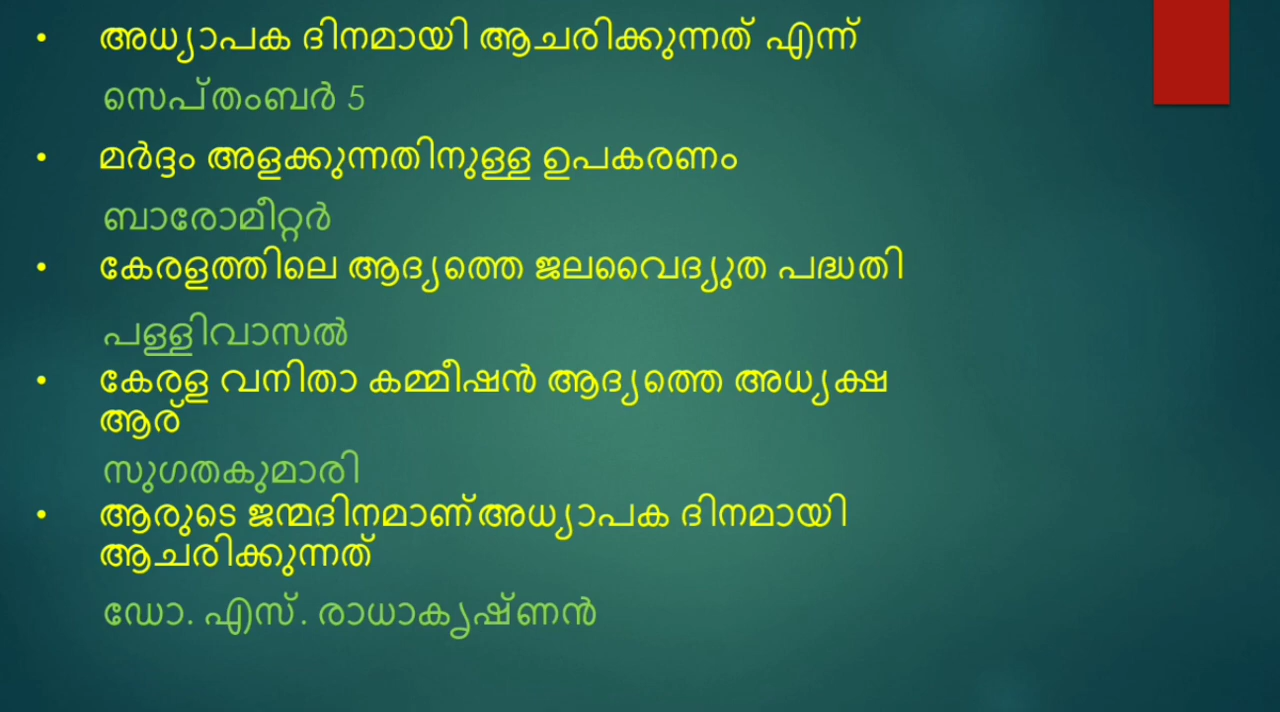 • അധ്യാപക ദിനമായി ആചരിക്കുന്നത് എന്ന്
സെപ്തംബർ 5
• മർദ്ദം അളക്കുന്നതിനുള്ള ഉപകരണം
ബാരോമീറ്റർ
• കേരളത്തിലെ ആദ്യത്തെ ജലവൈദ്യുത പദ്ധതി
പള്ളിവാസൽ
• കേരള വനിതാ കമ്മീഷൻ ആദ്യത്തെ അധ്യക്ഷ
ആര്
സുഗതകുമാരി
• ആരുടെ ജന്മദിനമാണ് അധ്യാപക ദിനമായി
ആചരിക്കുന്നത്
ഡോ. എസ്. രാധാകൃഷ്ണൻ